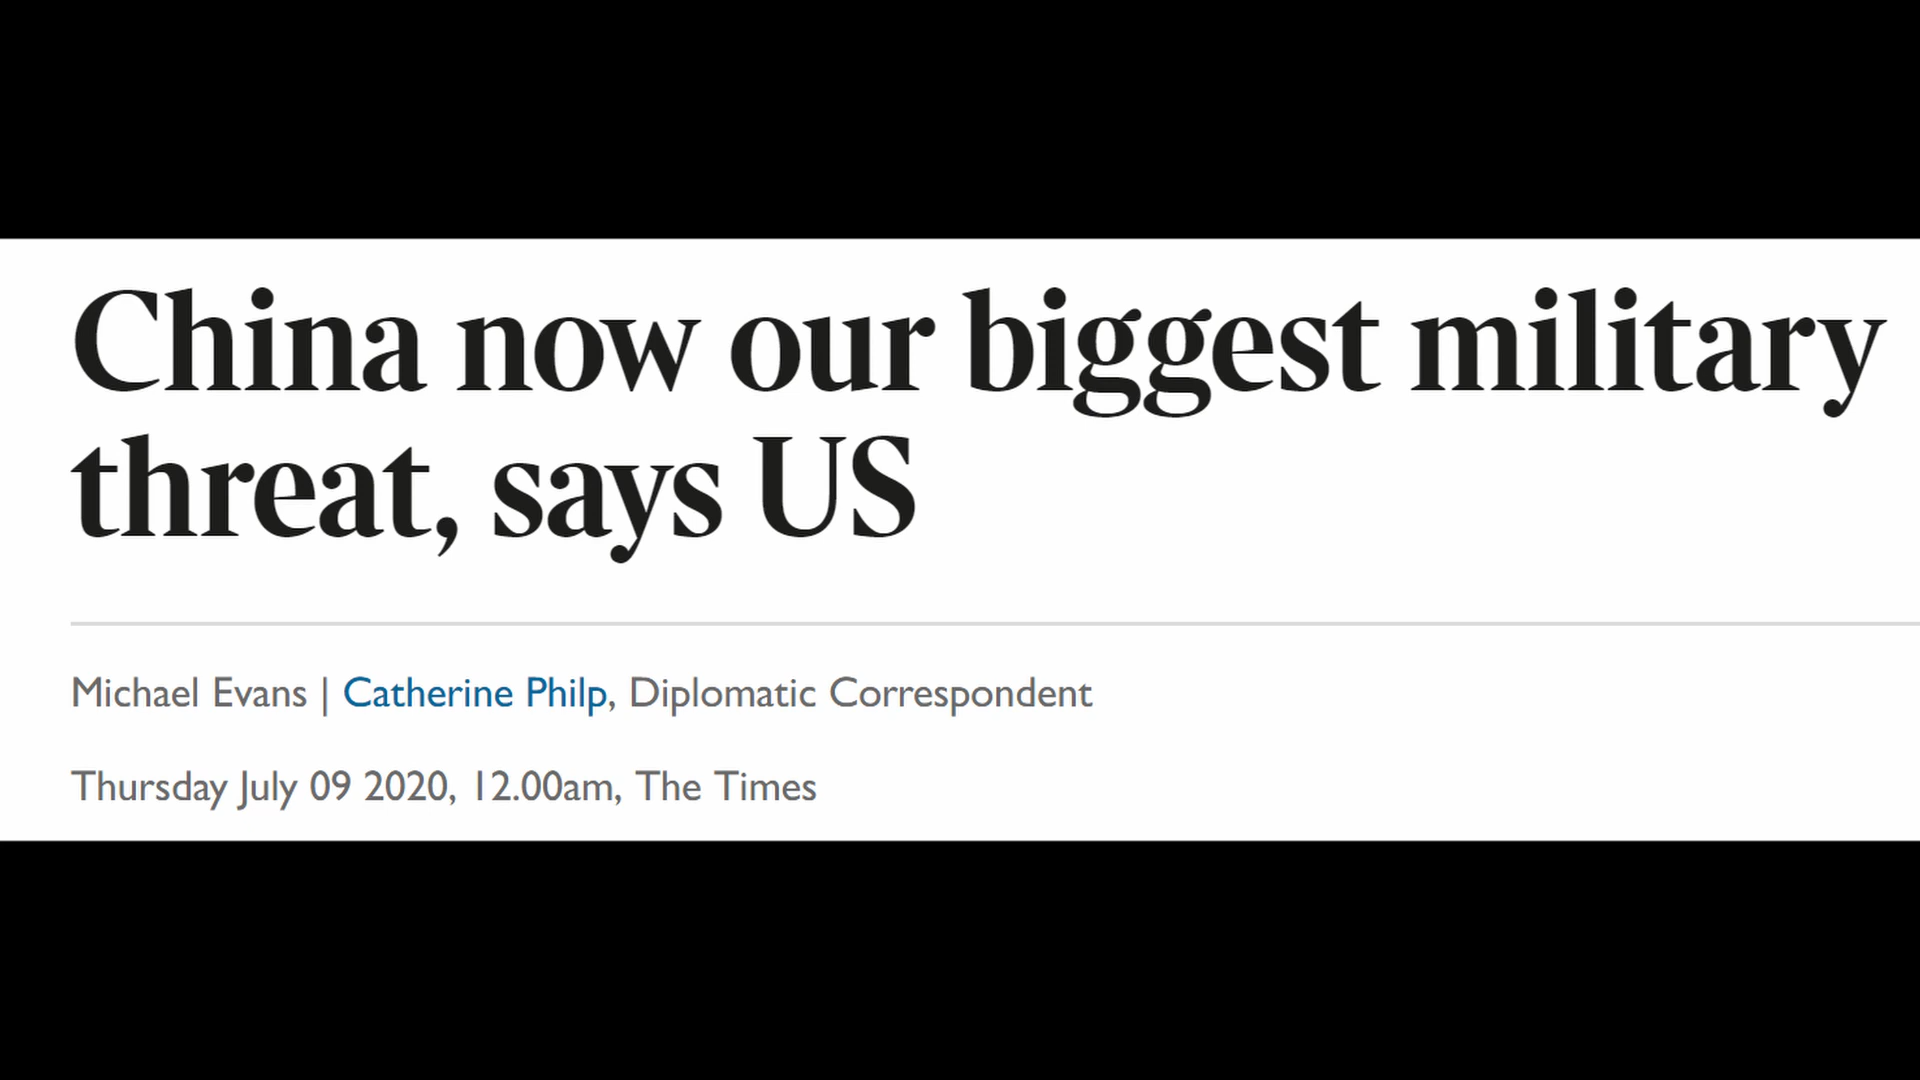 China now our biggest military
threat, says US
Michael Evans | Catherine Philp, Diplomatic Correspondent
Thursday July 09 2020, 12.00am, The Times